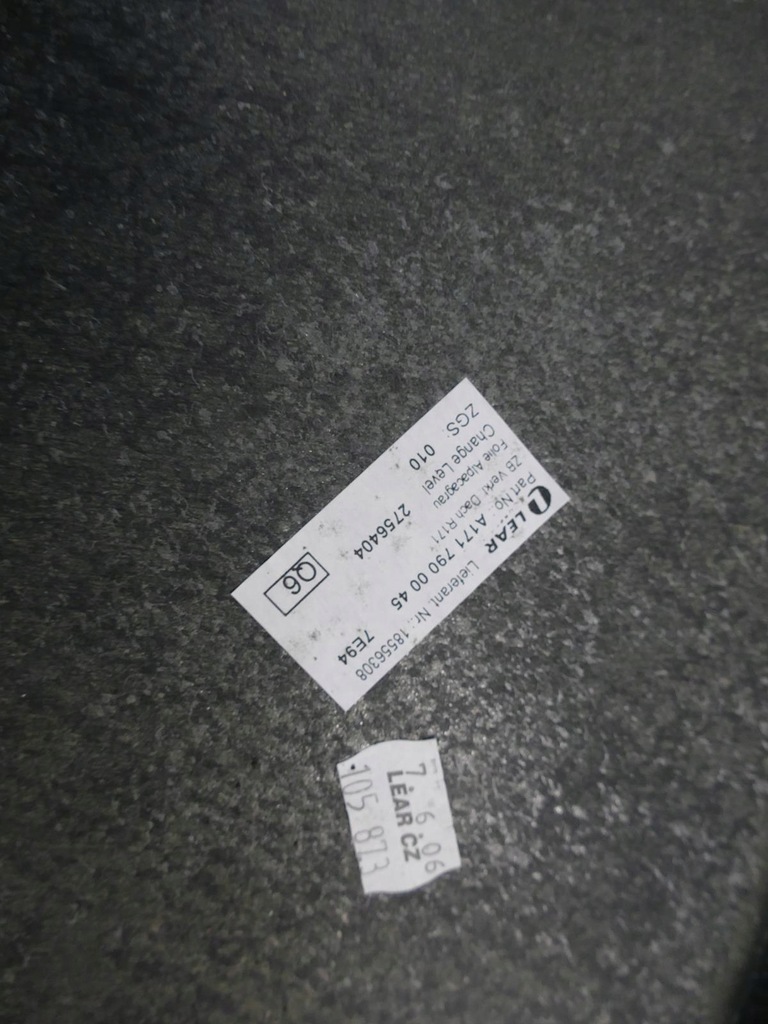 LEAR Lieferant. Nr.: 18556308
Part No.: A171 790 00 45 7E94
ZB Verkl. Dach R171
Folie Alpacagrau
Change Level 2756404
ZGS: 010 Q6
7. 6.06
LEAR CZ
105 873